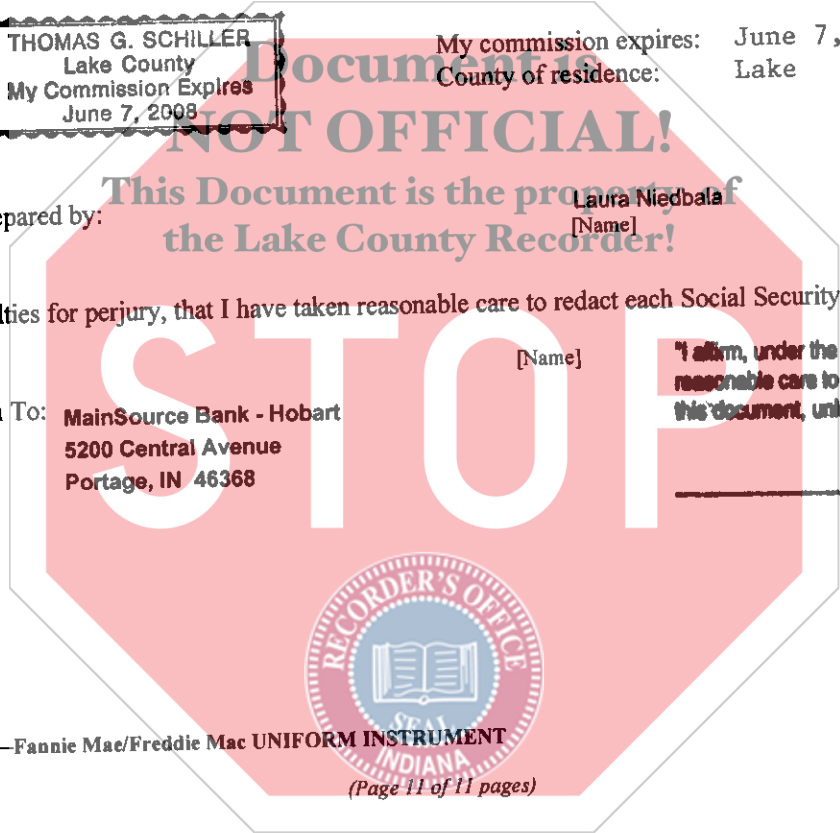 THOMAS G. SCHILLER
Lake County
My Commission Expires
June 7, 2008
My commission expires: June 7,
County of residence: Lake
Document is
NOT OFFICIAL!
This Document is the property of
the Lake County Recorder!
epared by:
Laura Niedbala
[Name]
lties for perjury, that I have taken reasonable care to redact each Social Security
[Name]
"I affirm, under the
reasonable care to
this document, unl
To: MainSource Bank - Hobart
5200 Central Avenue
Portage, IN 46368
STOP
RECORDER'S OFFICE
SEAL
INDIANA
—Fannie Mae/Freddie Mac UNIFORM INSTRUMENT
(Page 11 of 11 pages)